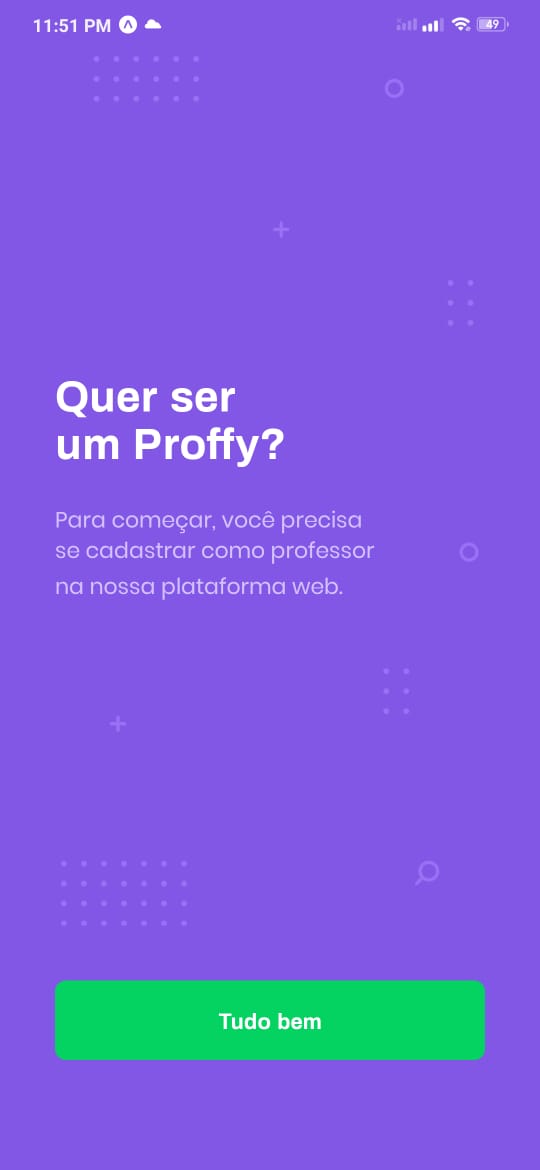 11:51 PM
49
Quer ser
um Proffy?
Para começar, você precisa
se cadastrar como professor
na nossa plataforma web.
Tudo bem